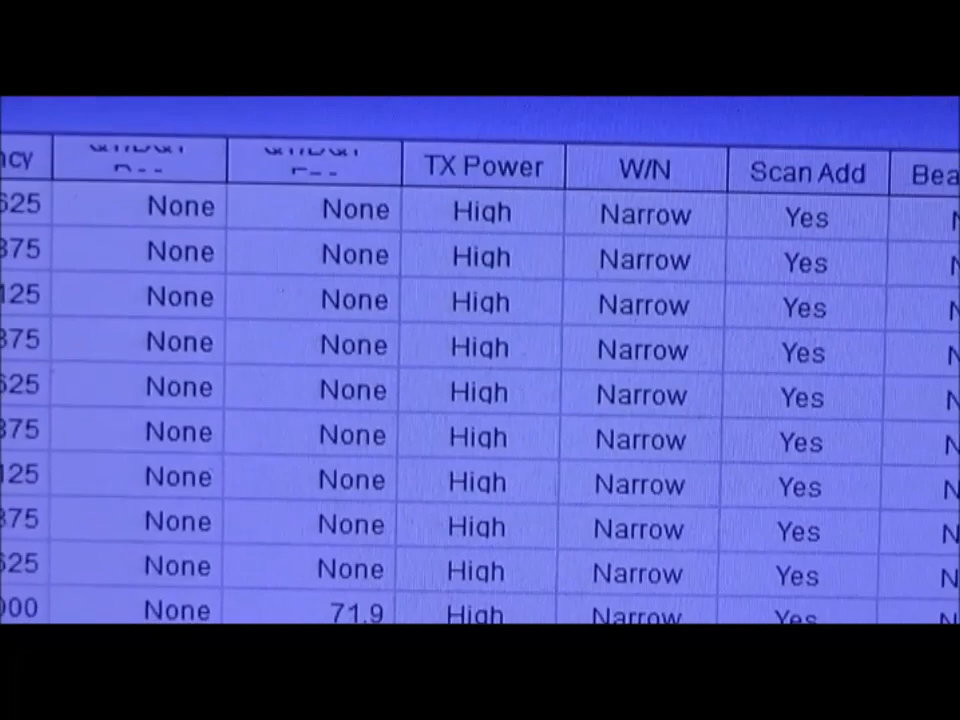 ncy TX Power W/N Scan Add Bea
625 None None High Narrow Yes N
875 None None High Narrow Yes N
125 None None High Narrow Yes N
375 None None High Narrow Yes N
625 None None High Narrow Yes N
875 None None High Narrow Yes N
125 None None High Narrow Yes N
375 None None High Narrow Yes N
625 None None High Narrow Yes N
000 None 71.9 High Narrow Yes